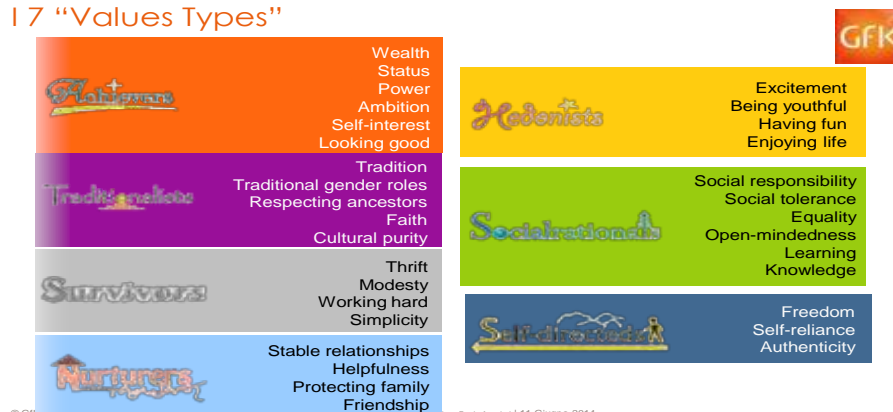 I 7 “Values Types”
GFK
Achievers
Wealth
Status
Power
Ambition
Self-interest
Looking good
Traditionalists
Tradition
Traditional gender roles
Respecting ancestors
Faith
Cultural purity
Survivors
Thrift
Modesty
Working hard
Simplicity
Nurturers
Stable relationships
Helpfulness
Protecting family
Friendship
Hedonists
Excitement
Being youthful
Having fun
Enjoying life
Socialrationals
Social responsibility
Social tolerance
Equality
Open-mindedness
Learning
Knowledge
Self-directeds
Freedom
Self-reliance
Authenticity